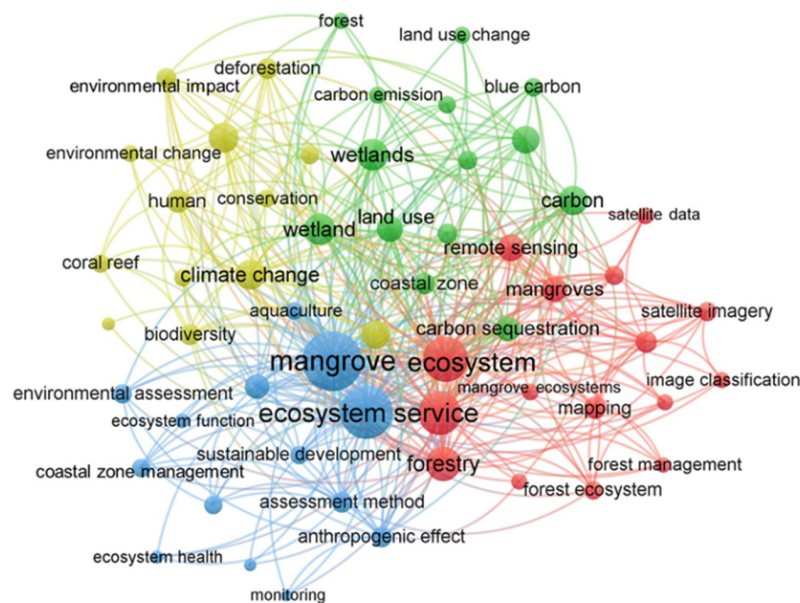 forest
land use change
deforestation
environmental impact
carbon emission
blue carbon
environmental change
wetlands
human
conservation
carbon
satellite data
wetland
land use
remote sensing
coral reef
climate change
coastal zone
mangroves
aquaculture
satellite imagery
biodiversity
carbon sequestration
mangrove
ecosystem
image classification
environmental assessment
mangrove ecosystems
ecosystem function
ecosystem service
mapping
sustainable development
coastal zone management
forestry
forest management
forest ecosystem
assessment method
anthropogenic effect
ecosystem health
monitoring